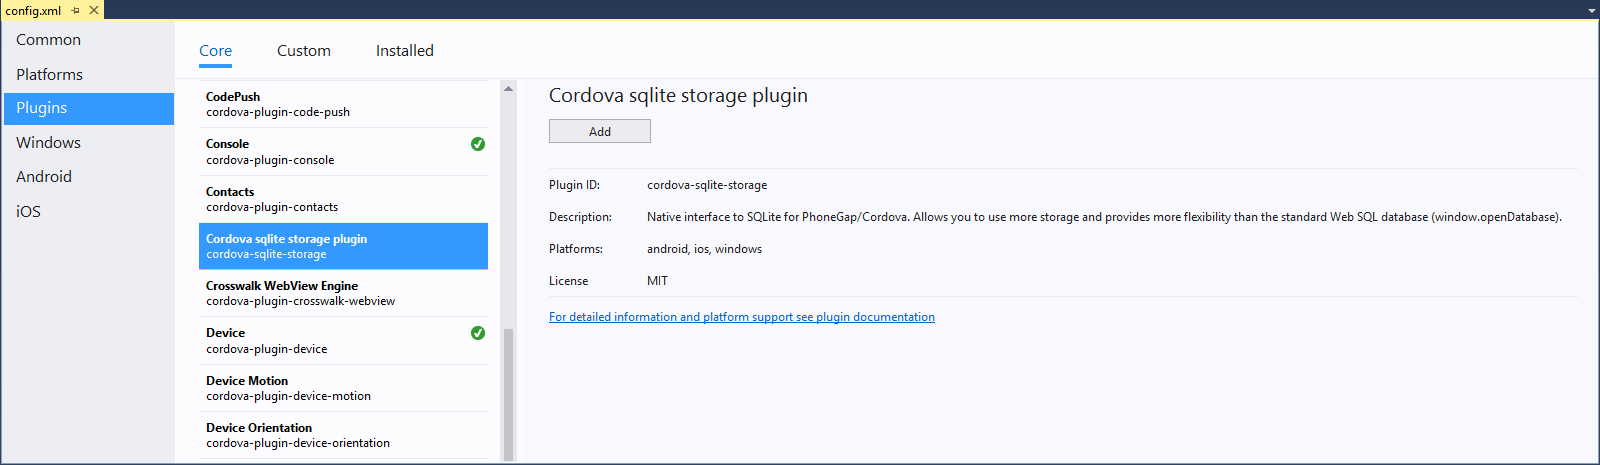 config.xml
Common
Platforms
Plugins
Windows
Android
iOS
Core Custom Installed
CodePush
cordova-plugin-code-push
Console
cordova-plugin-console
Contacts
cordova-plugin-contacts
Cordova sqlite storage plugin
cordova-sqlite-storage
Crosswalk WebView Engine
cordova-plugin-crosswalk-webview
Device
cordova-plugin-device
Device Motion
cordova-plugin-device-motion
Device Orientation
cordova-plugin-device-orientation
Cordova sqlite storage plugin
Add
Plugin ID: cordova-sqlite-storage
Description: Native interface to SQLite for PhoneGap/Cordova. Allows you to use more storage and provides more flexibility than the standard Web SQL database (window.openDatabase).
Platforms: android, ios, windows
License MIT
For detailed information and platform support see plugin documentation